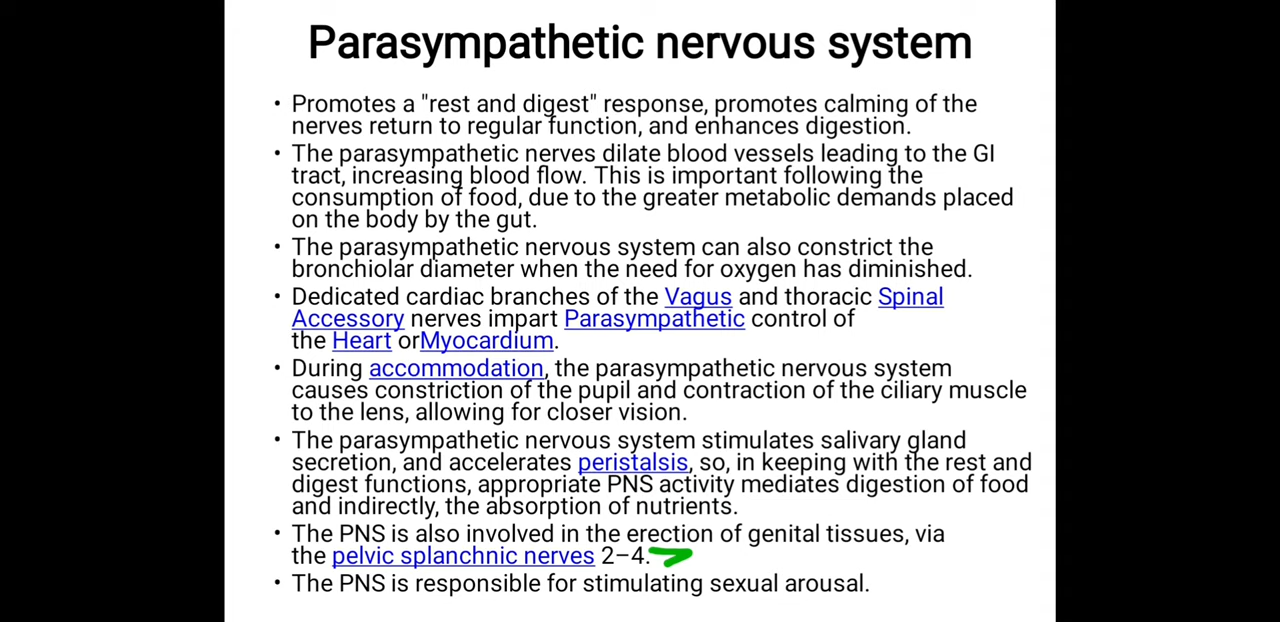 Parasympathetic nervous system
• Promotes a "rest and digest" response, promotes calming of the
nerves return to regular function, and enhances digestion.
• The parasympathetic nerves dilate blood vessels leading to the GI
tract, increasing blood flow. This is important following the
consumption of food, due to the greater metabolic demands placed
on the body by the gut.
• The parasympathetic nervous system can also constrict the
bronchiolar diameter when the need for oxygen has diminished.
• Dedicated cardiac branches of the Vagus and thoracic Spinal
Accessory nerves impart Parasympathetic control of
the Heart orMyocardium.
• During accommodation, the parasympathetic nervous system
causes constriction of the pupil and contraction of the ciliary muscle
to the lens, allowing for closer vision.
• The parasympathetic nervous system stimulates salivary gland
secretion, and accelerates peristalsis, so, in keeping with the rest and
digest functions, appropriate PNS activity mediates digestion of food
and indirectly, the absorption of nutrients.
• The PNS is also involved in the erection of genital tissues, via
the pelvic splanchnic nerves 2–4.
• The PNS is responsible for stimulating sexual arousal.